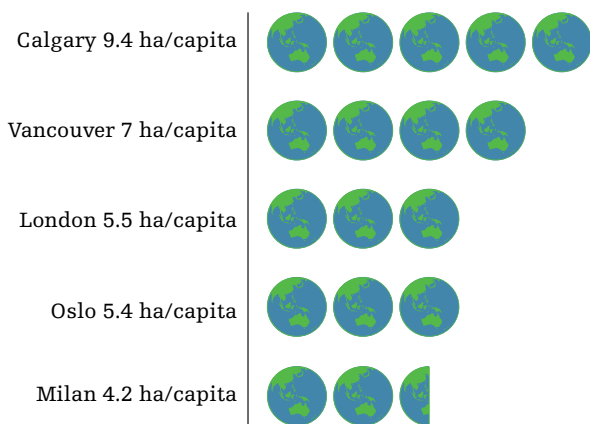 Calgary 9.4 ha/capita
Vancouver 7 ha/capita
London 5.5 ha/capita
Oslo 5.4 ha/capita
Milan 4.2 ha/capita